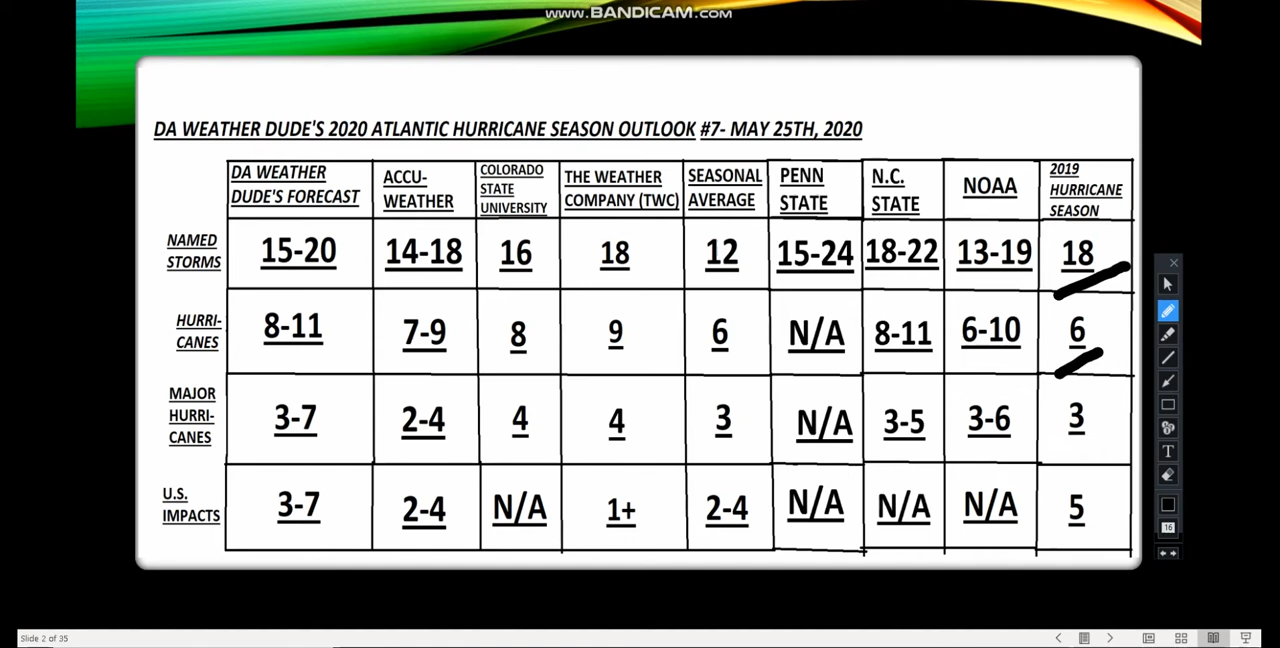 WWW.BANDICAM.COM
DA WEATHER DUDE'S 2020 ATLANTIC HURRICANE SEASON OUTLOOK #7- MAY 25TH, 2020
DA WEATHER
DUDE'S FORECAST
ACCU-
WEATHER
COLORADO
STATE
UNIVERSITY
THE WEATHER
COMPANY (TWC)
SEASONAL
AVERAGE
PENN
STATE
N.C.
STATE
NOAA
2019
HURRICANE
SEASON
NAMED
STORMS
15-20
14-18
16
18
12
15-24
18-22
13-19
18
HURRI-
CANES
8-11
7-9
8
9
6
N/A
8-11
6-10
6
MAJOR
HURRI-
CANES
3-7
2-4
4
4
3
N/A
3-5
3-6
3
U.S.
IMPACTS
3-7
2-4
N/A
1+
2-4
N/A
N/A
N/A
5
T
16
Slide 2 of 35